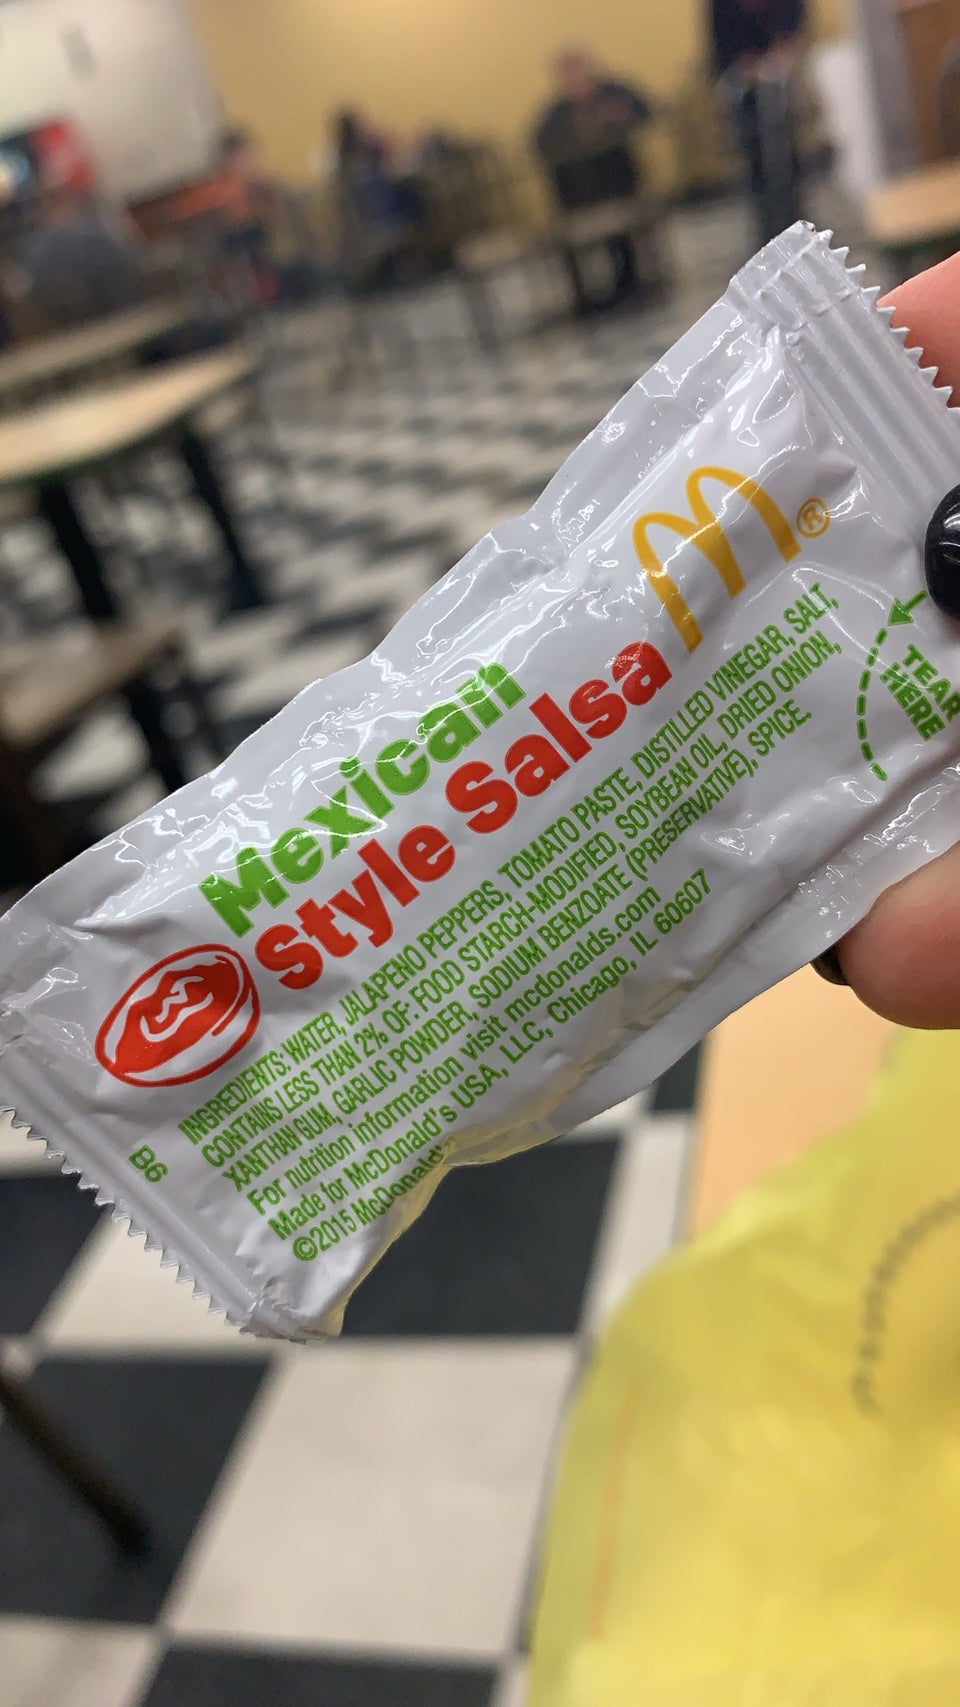 Mexican
Style Salsa
M®
INGREDIENTS: WATER, JALAPENO PEPPERS, TOMATO PASTE, DISTILLED VINEGAR, SALT,
CONTAINS LESS THAN 2% OF: FOOD STARCH-MODIFIED, SOYBEAN OIL, DRIED ONION,
XANTHAN GUM, GARLIC POWDER, SODIUM BENZOATE (PRESERVATIVE), SPICE.
For nutrition information visit mcdonalds.com
Made for McDonald's USA, LLC, Chicago, IL 60607
©2015 McDonald's
B6
TEAR
HERE